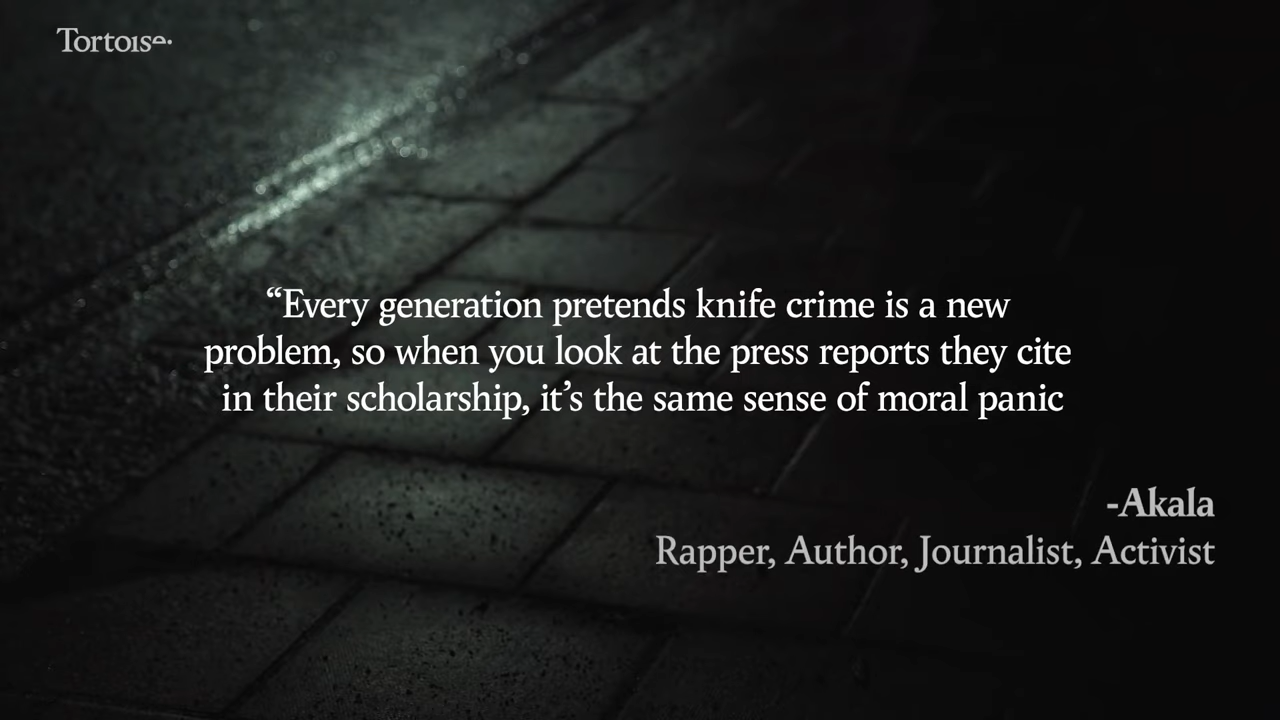 Tortoise.
“Every generation pretends knife crime is a new
problem, so when you look at the press reports they cite
in their scholarship, it’s the same sense of moral panic
-Akala
Rapper, Author, Journalist, Activist